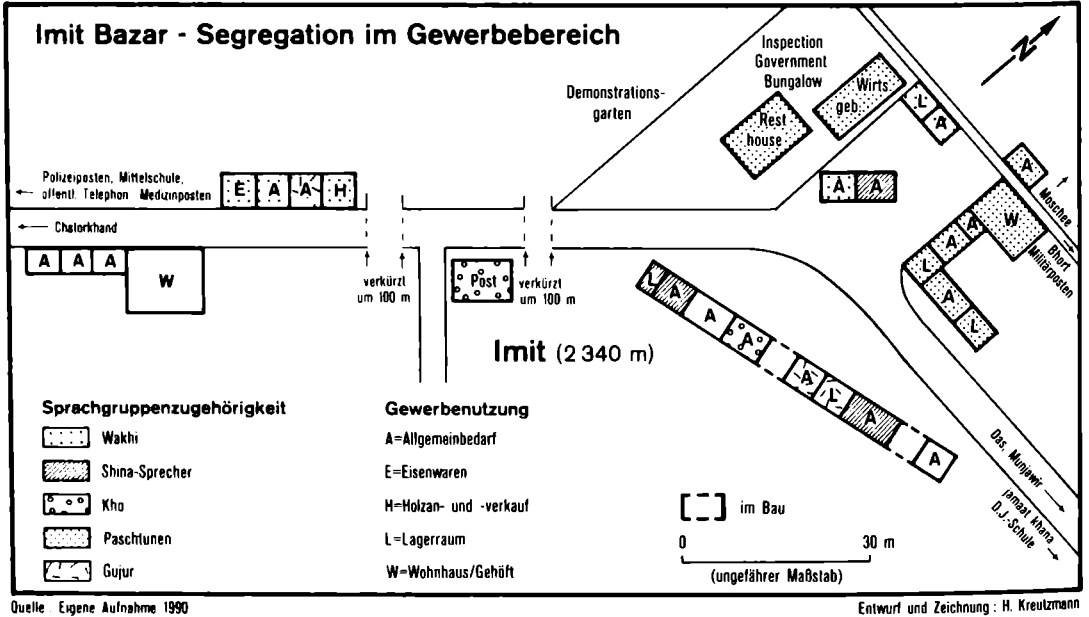 Imit Bazar - Segregation im Gewerbebereich
N
Inspection
Government
Bungalow
Demonstrations-
garten
Rest
house
Wirts.
geb.
L
A
A
Moschee
Polizeiposten, Mittelschule,
öffentl. Telephon Medizinposten
E A A H
A A
W
Chatorkhand
Bhort
Militärposten
A A A
W
A
A
L
A
L
verkürzt
um 100 m
Post
verkürzt
um 100 m
L
A
A
A
A
L
A
A
Imit (2 340 m)
Das, Munjawir
jamaat khana
D.J.-Schule
Sprachgruppenzugehörigkeit
Wakhi
Shina-Sprecher
Kho
Paschtunen
Gujur
Gewerbenutzung
A=Allgemeinbedarf
E=Eisenwaren
H=Holzan- und -verkauf
L=Lagerraum
W=Wohnhaus/Gehöft
im Bau
0 30 m
(ungefährer Maßstab)
Quelle: Eigene Aufnahme 1990
Entwurf und Zeichnung: H. Kreutzmann